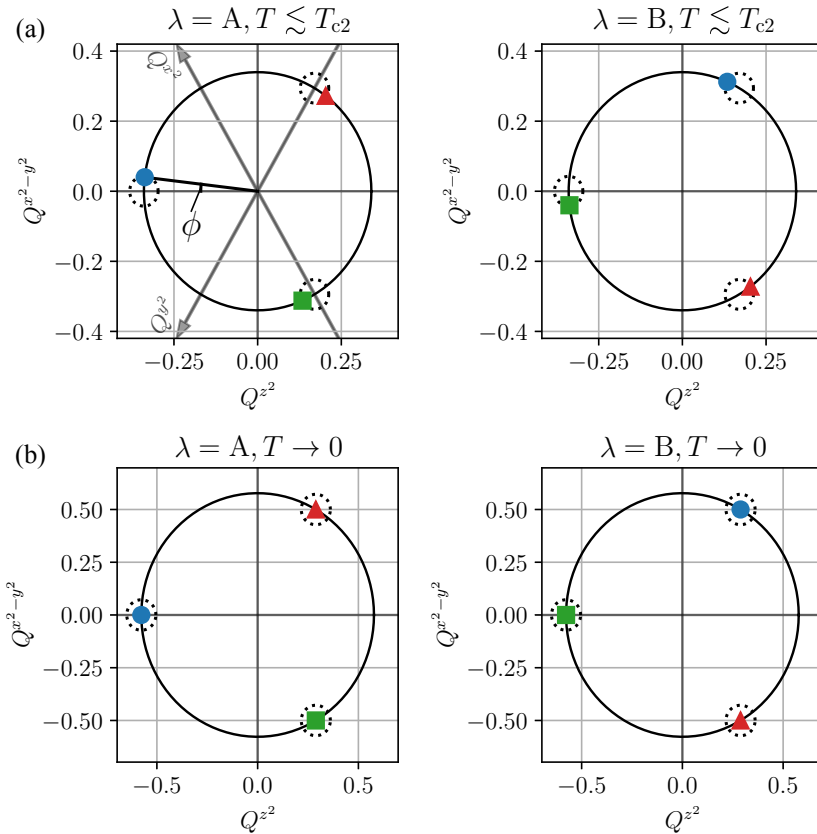 (a)
λ = A, T ≲ T_c2
λ = B, T ≲ T_c2
0.4
0.2
0.0
−0.2
−0.4
Q^{x²−y²}
Q_{x²}
Q_{y²}
ϕ
−0.25
0.00
0.25
Q^{z²}
0.4
0.2
0.0
−0.2
−0.4
Q^{x²−y²}
−0.25
0.00
0.25
Q^{z²}
(b)
λ = A, T → 0
λ = B, T → 0
0.50
0.25
0.00
−0.25
−0.50
Q^{x²−y²}
−0.5
0.0
0.5
Q^{z²}
0.50
0.25
0.00
−0.25
−0.50
Q^{x²−y²}
−0.5
0.0
0.5
Q^{z²}